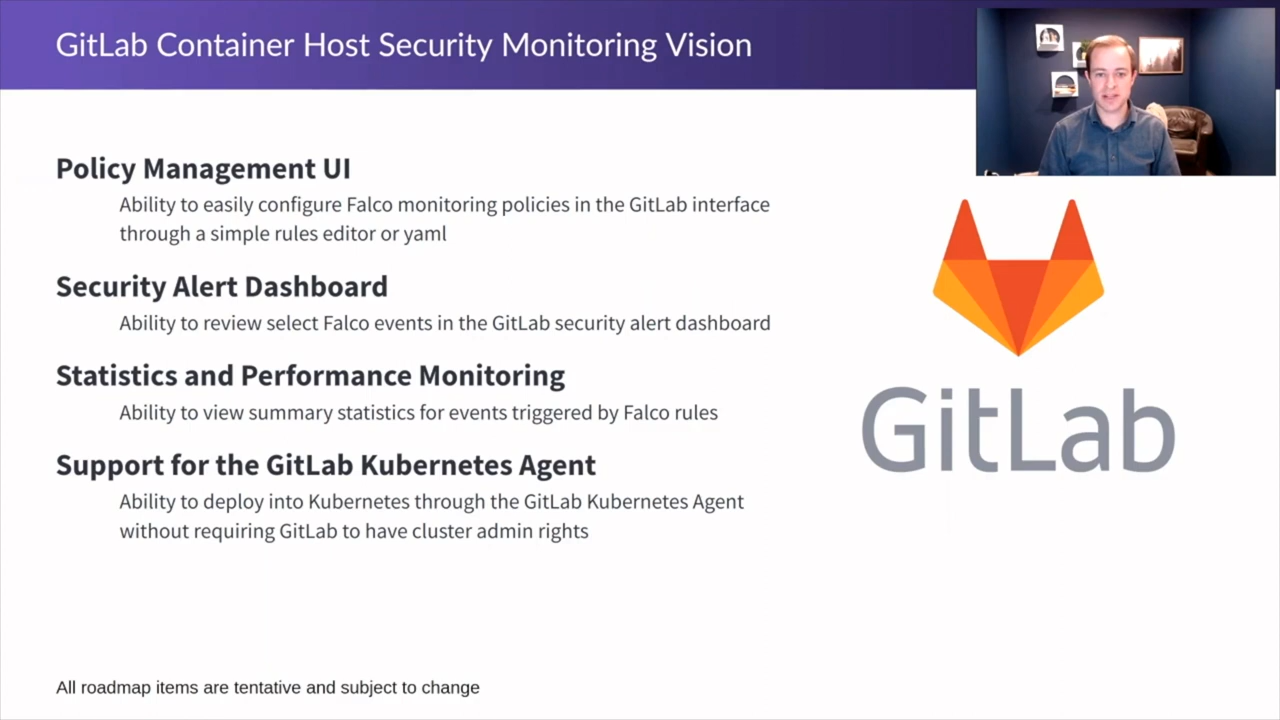 GitLab Container Host Security Monitoring Vision
Policy Management UI
Ability to easily configure Falco monitoring policies in the GitLab interface
through a simple rules editor or yaml
Security Alert Dashboard
Ability to review select Falco events in the GitLab security alert dashboard
Statistics and Performance Monitoring
Ability to view summary statistics for events triggered by Falco rules
Support for the GitLab Kubernetes Agent
Ability to deploy into Kubernetes through the GitLab Kubernetes Agent
without requiring GitLab to have cluster admin rights
GitLab
All roadmap items are tentative and subject to change